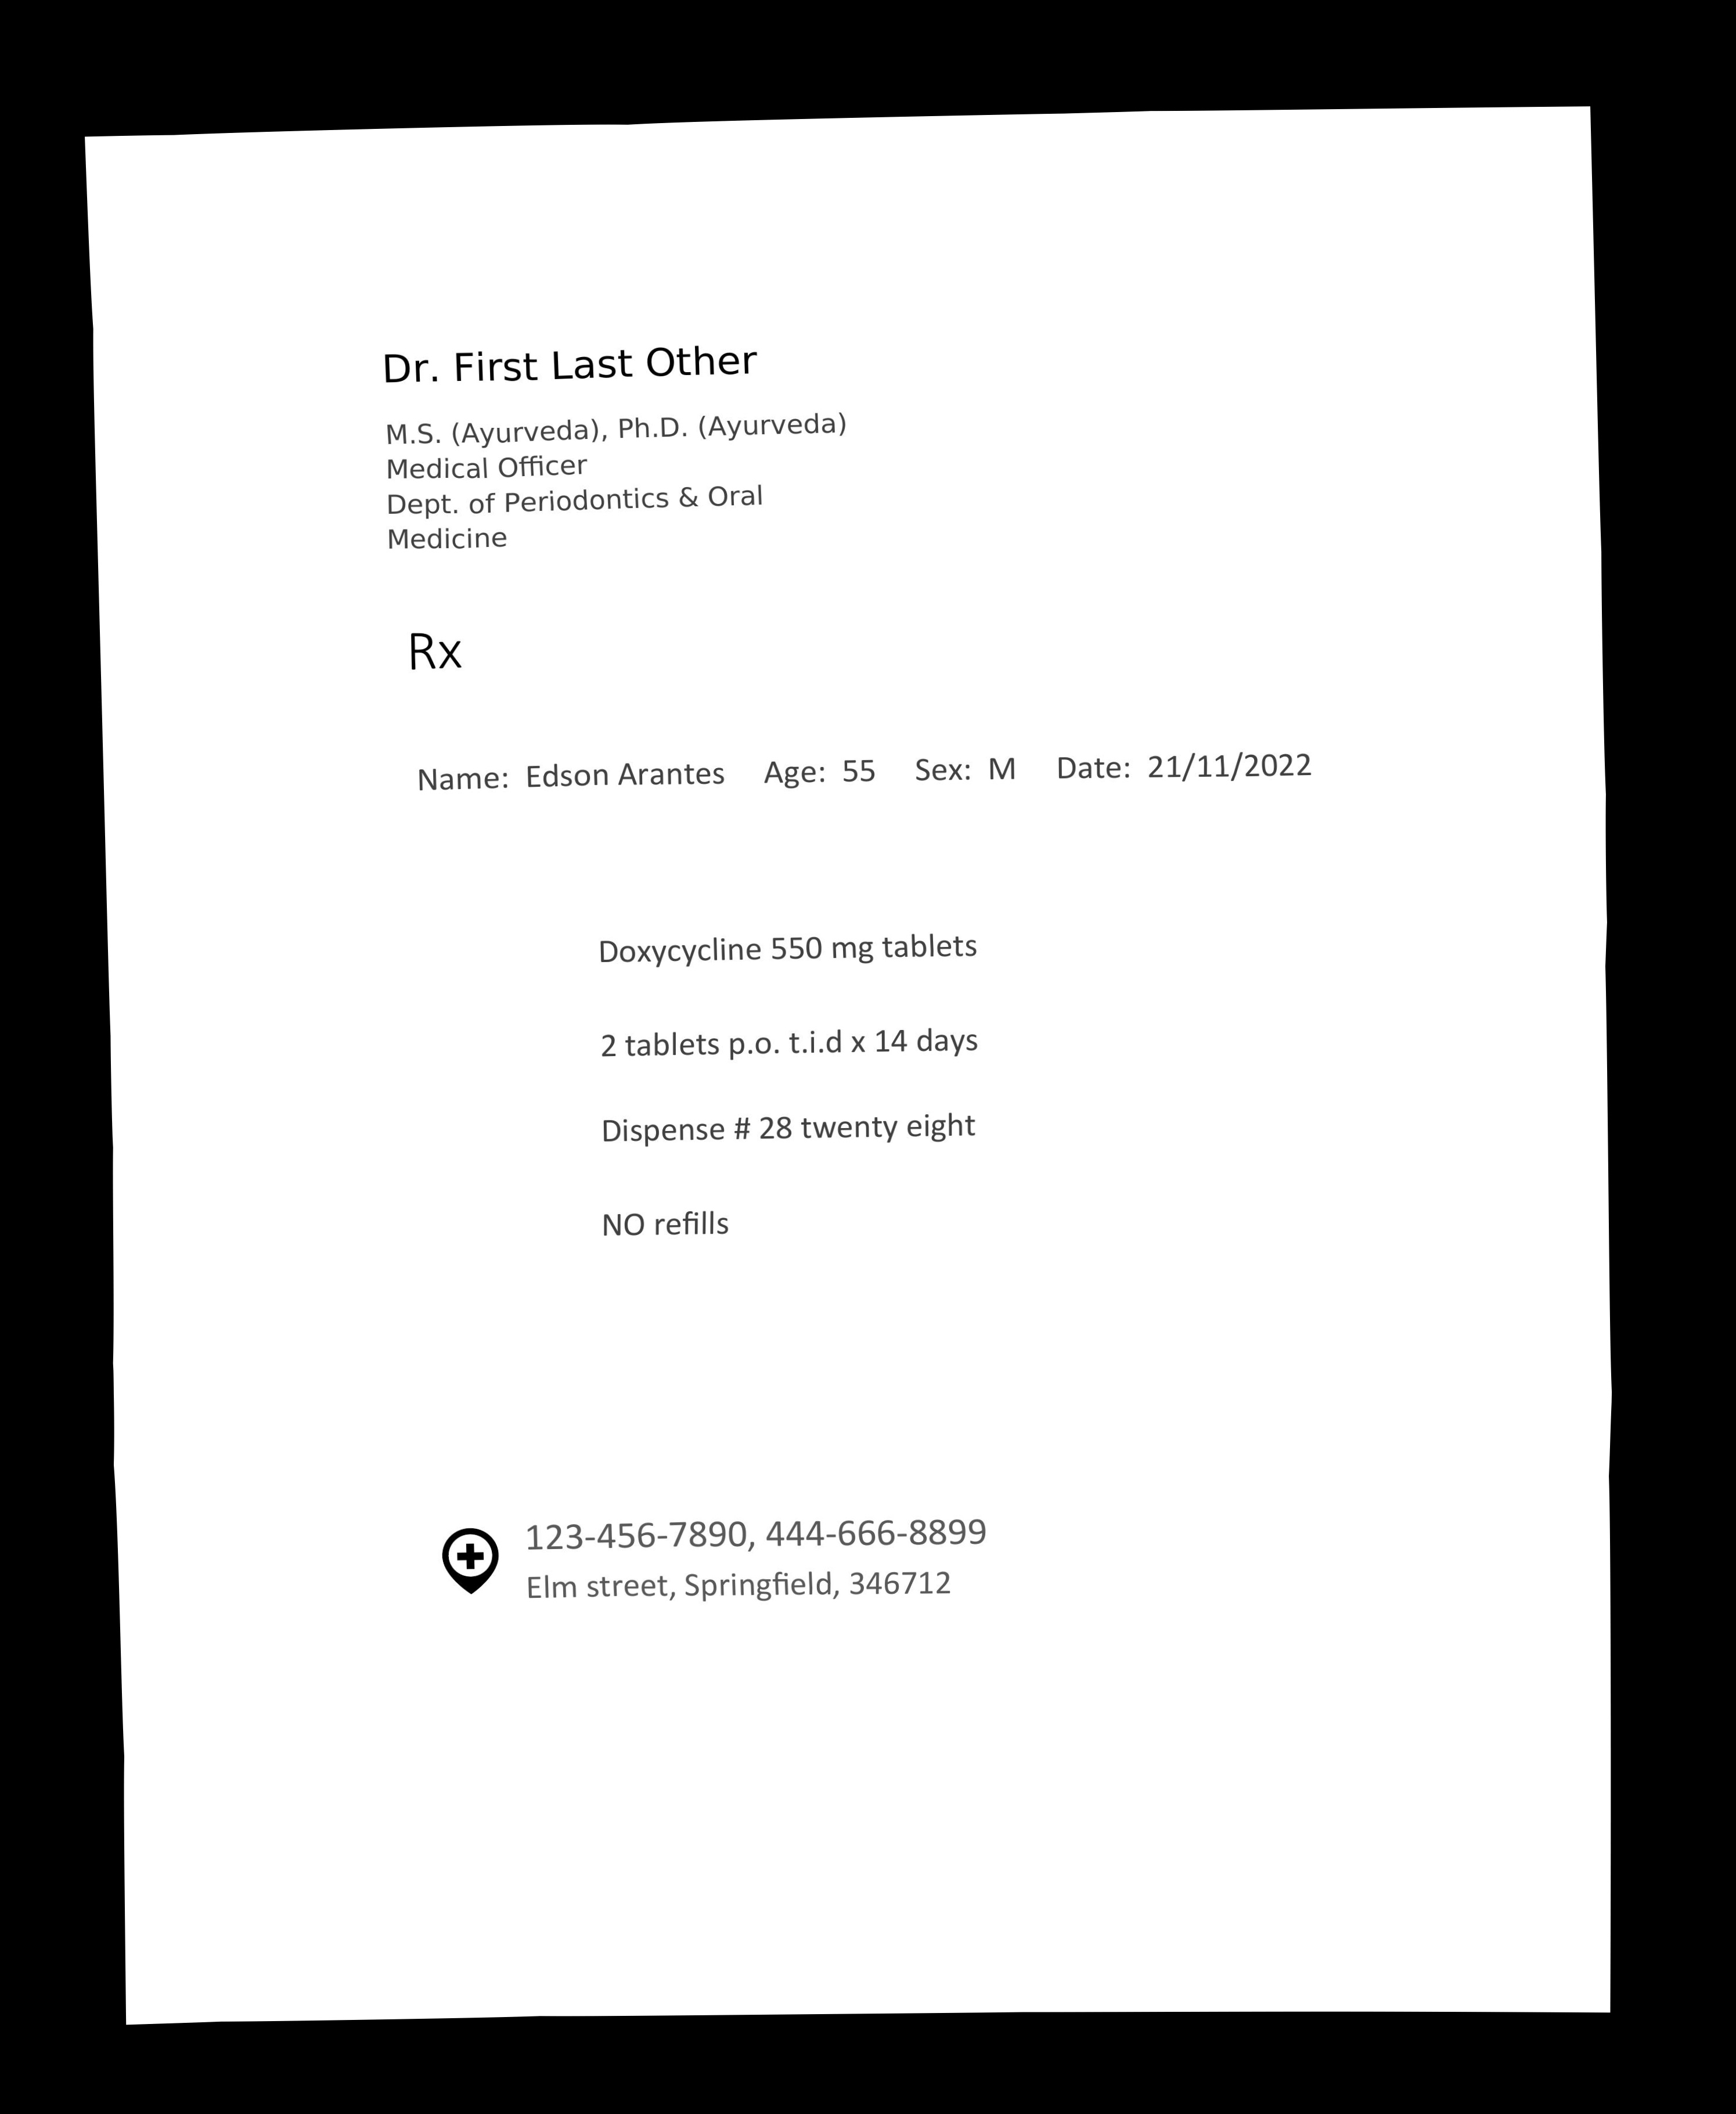 Dr. First Last Other
M.S. (Ayurveda), Ph.D. (Ayurveda)
Medical Officer
Dept. of Periodontics & Oral
Medicine
Rx
Name: Edson Arantes Age: 55 Sex: M Date: 21/11/2022
Doxycycline 550 mg tablets
2 tablets p.o. t.i.d x 14 days
Dispense # 28 twenty eight
NO refills
123-456-7890, 444-666-8899
Elm street, Springfield, 346712